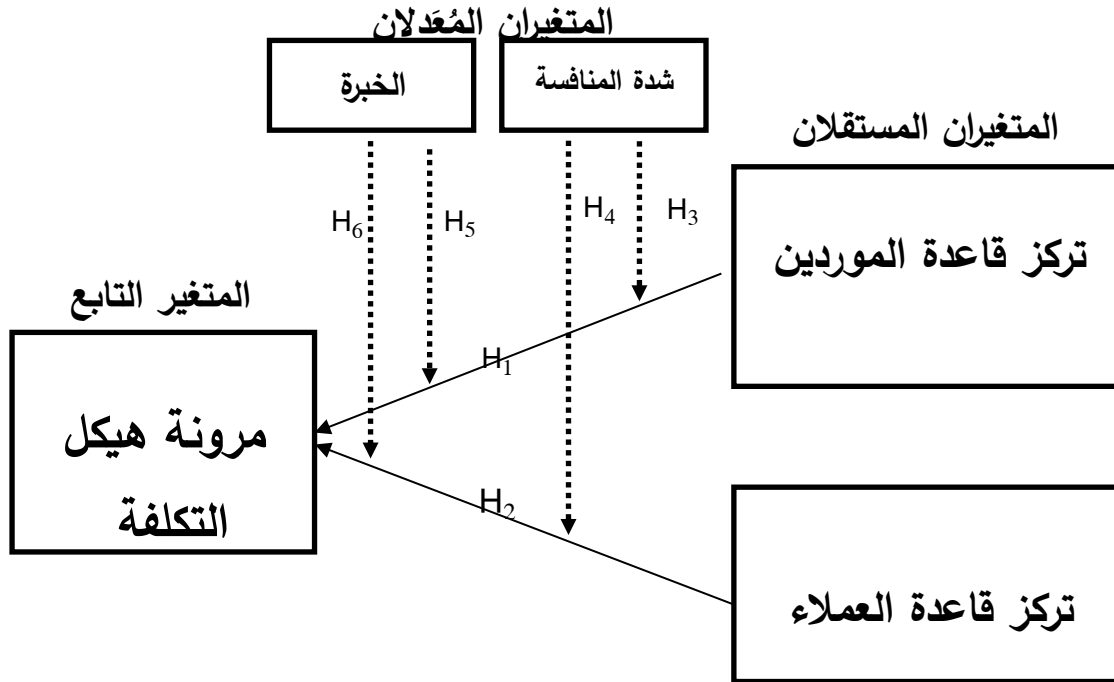 المتغيران المُعَدلان
شدة المنافسة
الخبرة
المتغيران المستقلان
H3
H4
H5
H6
تركز قاعدة الموردين
المتغير التابع
H1
مرونة هيكل
التكلفة
H2
تركز قاعدة العملاء